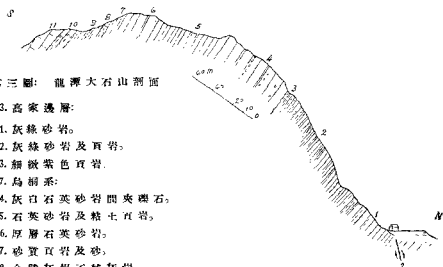 S
N
11 10 9 8 7 6 5 4 3 2 1
60 m
20
0
三圖： 龍潭大石山剖面
3. 高家邊層：
1. 灰綠砂岩。
2. 灰綠砂岩及頁岩。
3. 細緻紫色頁岩.
7. 烏桐系：
4. 灰白石英砂岩間夾礫石。
5. 石英砂岩及粘土頁岩。
6. 厚層石英砂岩。
7. 砂質頁岩及砂。